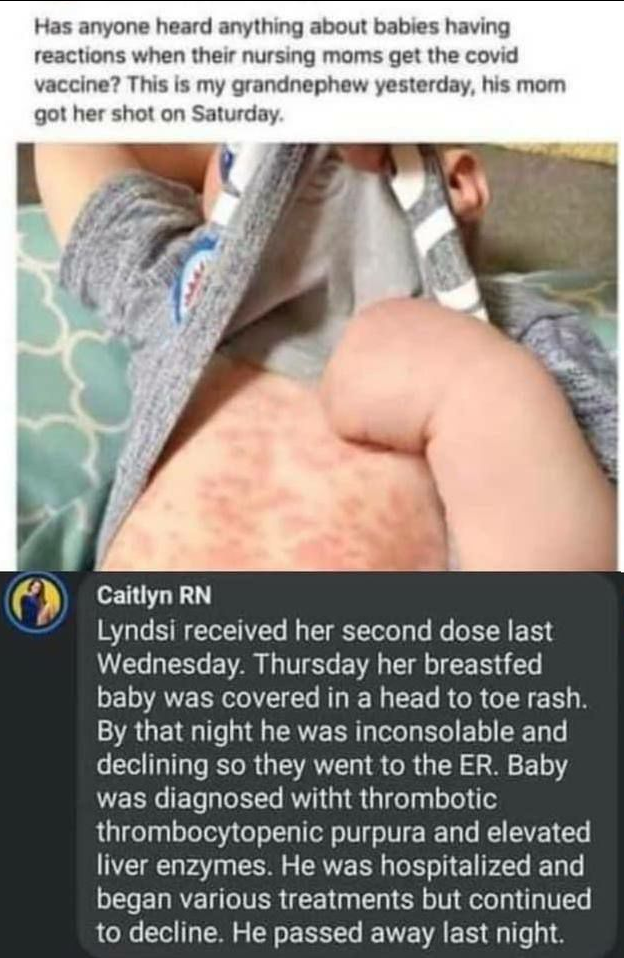 Has anyone heard anything about babies having
reactions when their nursing moms get the covid
vaccine? This is my grandnephew yesterday, his mom
got her shot on Saturday.
Caitlyn RN
Lyndsi received her second dose last
Wednesday. Thursday her breastfed
baby was covered in a head to toe rash.
By that night he was inconsolable and
declining so they went to the ER. Baby
was diagnosed witht thrombotic
thrombocytopenic purpura and elevated
liver enzymes. He was hospitalized and
began various treatments but continued
to decline. He passed away last night.